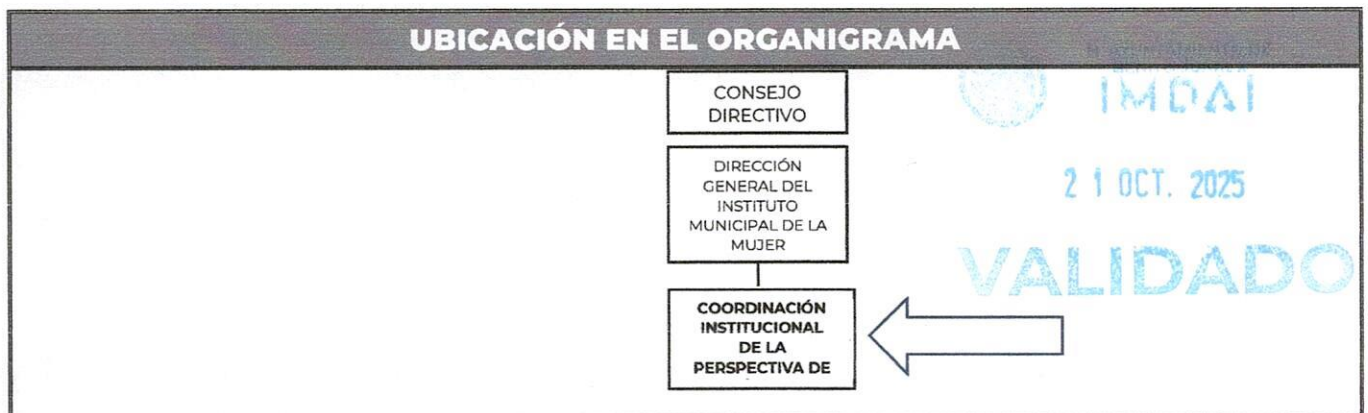 UBICACIÓN EN EL ORGANIGRAMA
IMDAI
CONSEJO
DIRECTIVO
21 OCT. 2025
DIRECCIÓN
GENERAL DEL
INSTITUTO
MUNICIPAL DE LA
MUJER
VALIDADO
COORDINACIÓN
INSTITUCIONAL
DE LA
PERSPECTIVA DE